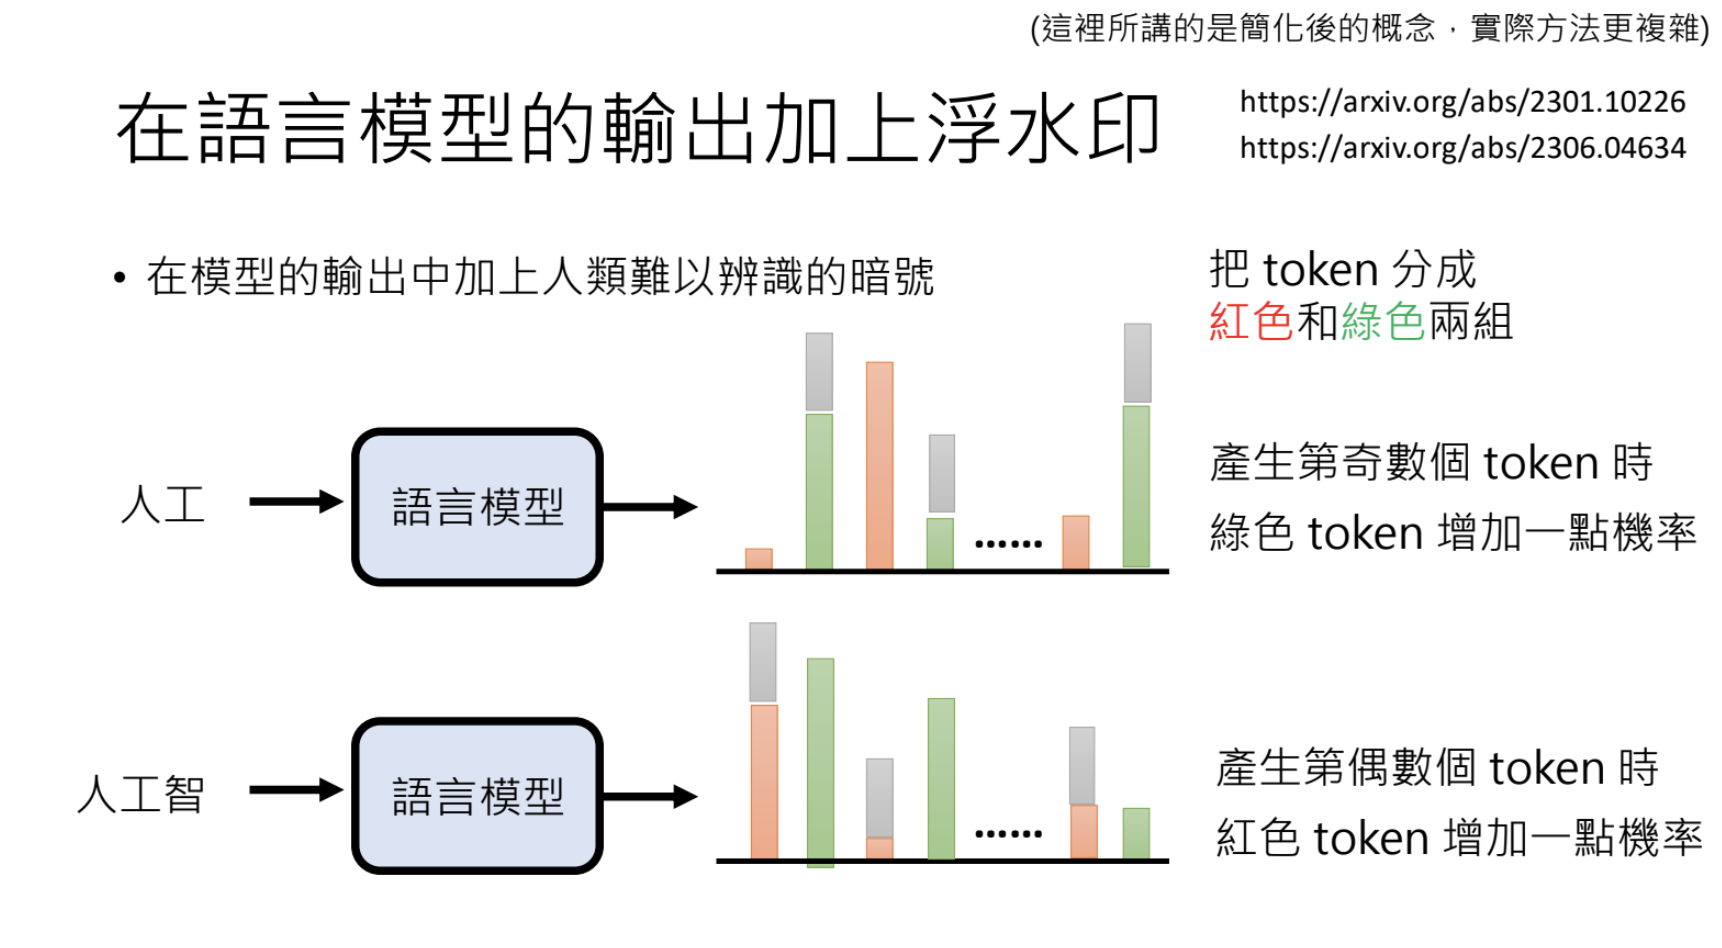 (這裡所講的是簡化後的概念，實際方法更複雜)
在語言模型的輸出加上浮水印
https://arxiv.org/abs/2301.10226
https://arxiv.org/abs/2306.04634
• 在模型的輸出中加上人類難以辨識的暗號
把 token 分成
紅色和綠色兩組
人工
語言模型
......
產生第奇數個 token 時
綠色 token 增加一點機率
人工智
語言模型
......
產生第偶數個 token 時
紅色 token 增加一點機率